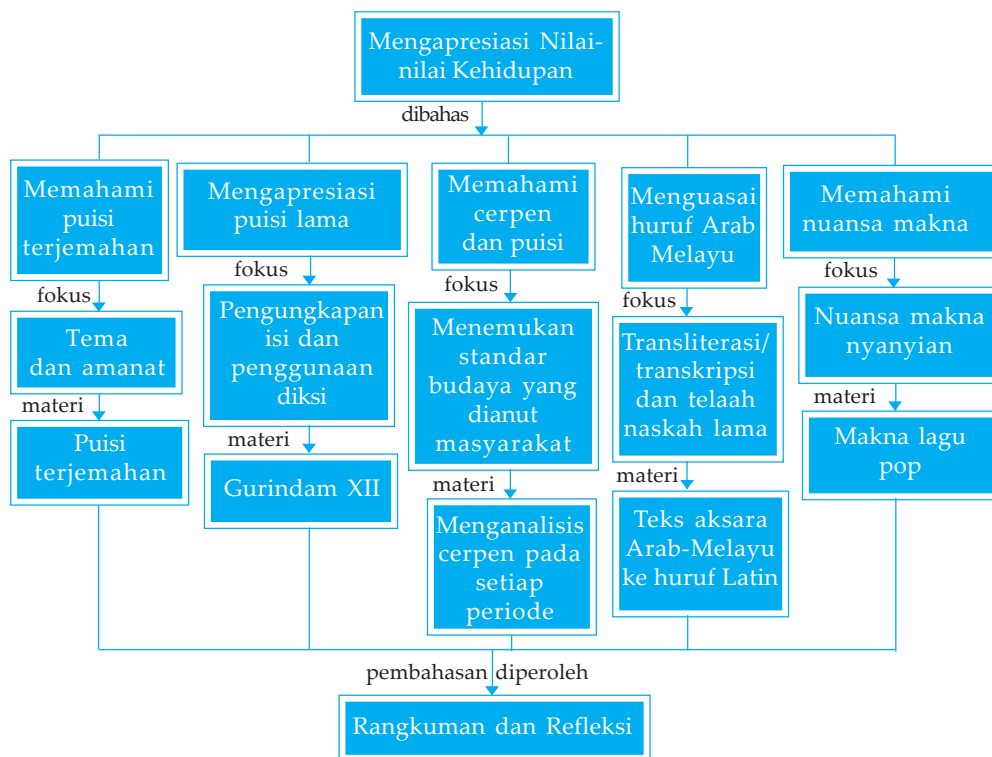 Mengapresiasi Nilai-
nilai Kehidupan
dibahas
Memahami
puisi
terjemahan
fokus
Tema
dan amanat
materi
Puisi
terjemahan
Mengapresiasi
puisi lama
fokus
Pengungkapan
isi dan
penggunaan
diksi
materi
Gurindam XII
Memahami
cerpen
dan puisi
fokus
Menemukan
standar
budaya yang
dianut
masyarakat
materi
Menganalisis
cerpen pada
setiap
periode
Menguasai
huruf Arab
Melayu
fokus
Transliterasi/
transkripsi
dan telaah
naskah lama
materi
Teks aksara
Arab-Melayu
ke huruf Latin
Memahami
nuansa makna
fokus
Nuansa makna
nyanyian
materi
Makna lagu
pop
pembahasan diperoleh
Rangkuman dan Refleksi